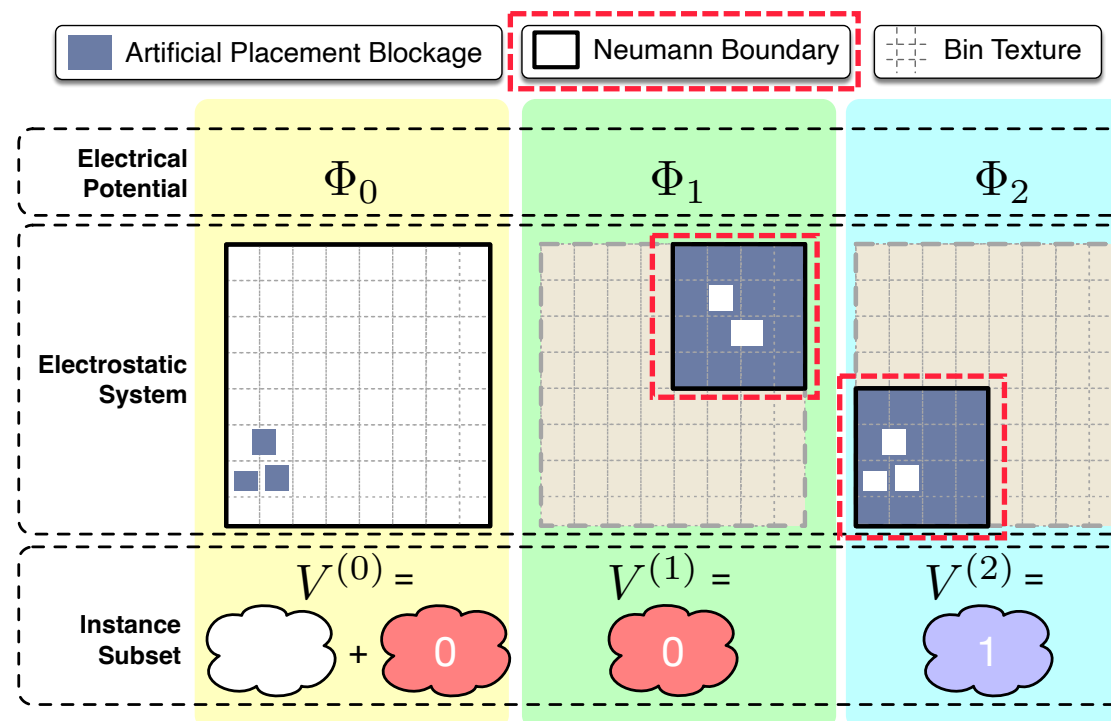 Artificial Placement Blockage
Neumann Boundary
Bin Texture
Electrical
Potential
Φ₀
Φ₁
Φ₂
Electrostatic
System
Instance
Subset
V⁽⁰⁾ =
+ 0
V⁽¹⁾ =
0
V⁽²⁾ =
1